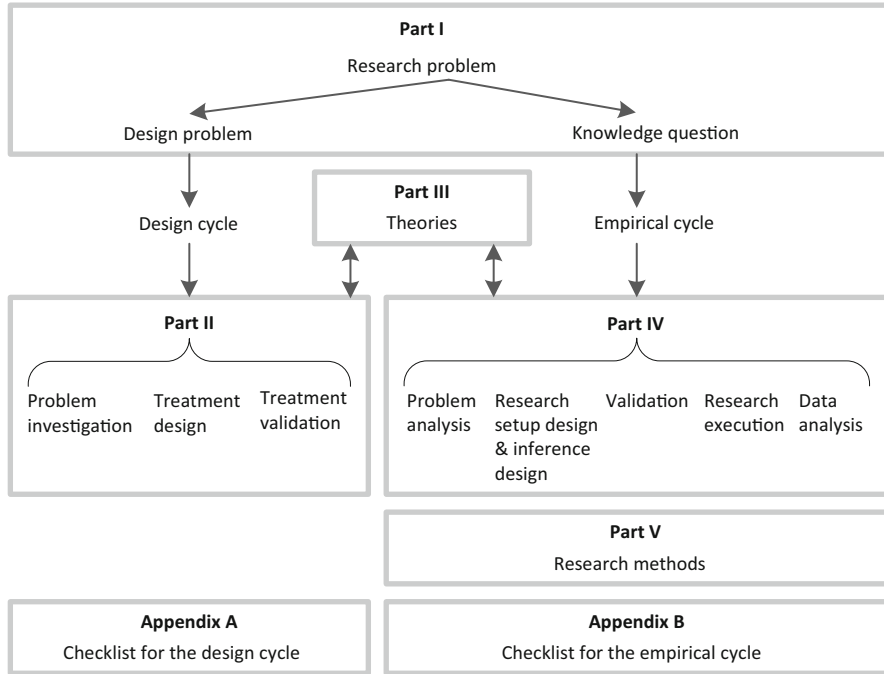 Part I
Research problem
Design problem
Knowledge question
Part III
Theories
Design cycle
Empirical cycle
Part II
Problem
investigation
Treatment
design
Treatment
validation
Part IV
Problem
analysis
Research
setup design
& inference
design
Validation
Research
execution
Data
analysis
Part V
Research methods
Appendix A
Checklist for the design cycle
Appendix B
Checklist for the empirical cycle